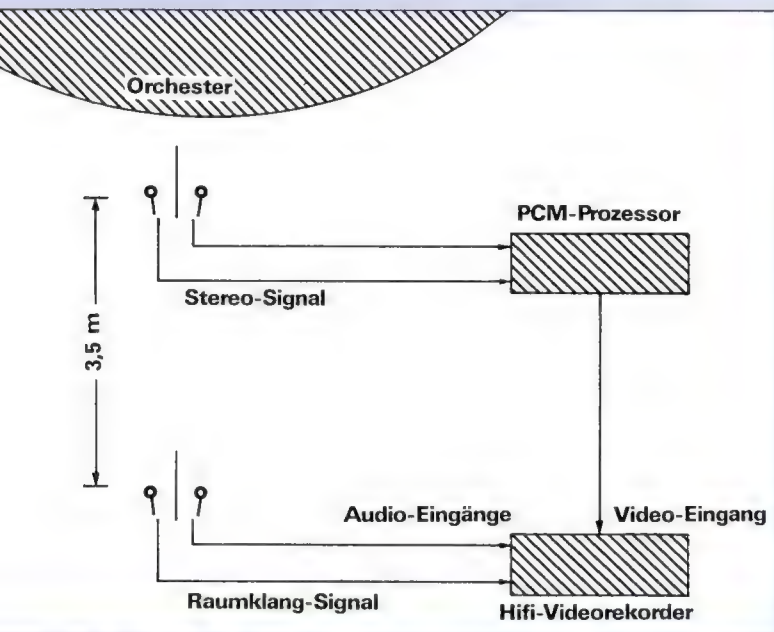 Orchester
PCM-Prozessor
Stereo-Signal
3,5 m
Audio-Eingänge
Video-Eingang
Raumklang-Signal
Hifi-Videorekorder